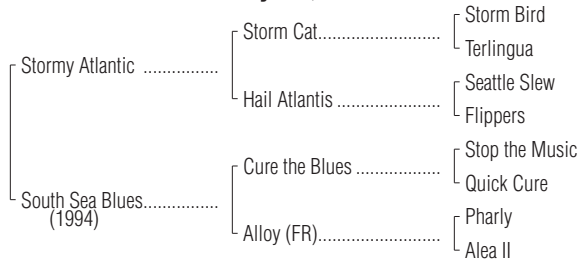 Storm Bird
Storm Cat......................
Terlingua
Stormy Atlantic ................
Seattle Slew
Hail Atlantis ......................
Flippers
Stop the Music
Cure the Blues ..................
Quick Cure
South Sea Blues................
(1994)
Pharly
Alloy (FR)..........................
Alea II